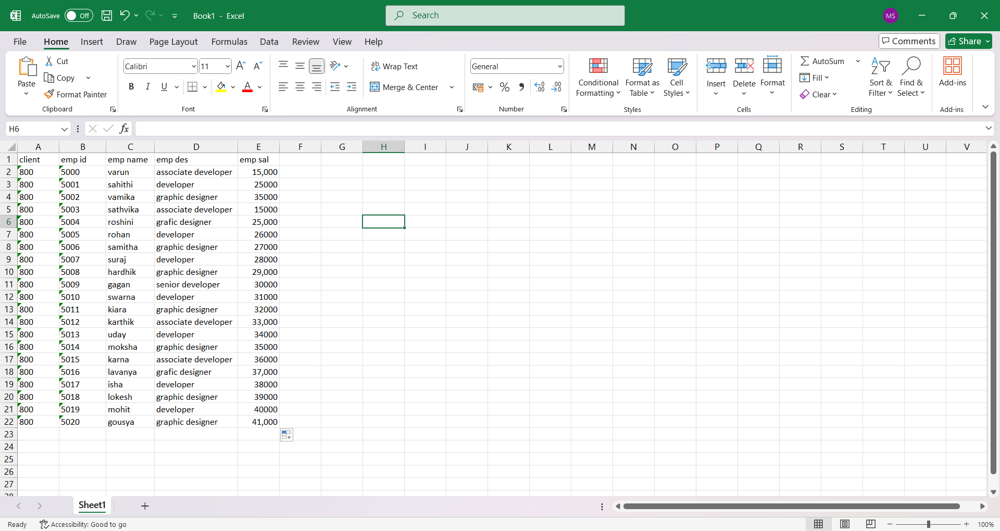 AutoSave Off Book1 - Excel Search MS
File Home Insert Draw Page Layout Formulas Data Review View Help Comments Share
Paste Cut Copy Format Painter Clipboard
Calibri 11 B I U A Font
Wrap Text Merge & Center Alignment
General % Number
Conditional Formatting Format as Table Cell Styles Styles
Insert Delete Format Cells
AutoSum Fill Clear Sort & Filter Find & Select Editing
Add-ins Add-ins
H6 fx
A B C D E F G H I J K L M N O P Q R S T U V
1 client emp id emp name emp des emp sal
2 800 5000 varun associate developer 15,000
3 800 5001 sahithi developer 25000
4 800 5002 vamika graphic designer 35000
5 800 5003 sathvika associate developer 15000
6 800 5004 roshini grafic designer 25,000
7 800 5005 rohan developer 26000
8 800 5006 samitha graphic designer 27000
9 800 5007 suraj developer 28000
10 800 5008 hardhik graphic designer 29,000
11 800 5009 gagan senior developer 30000
12 800 5010 swarna developer 31000
13 800 5011 kiara graphic designer 32000
14 800 5012 karthik associate developer 33,000
15 800 5013 uday developer 34000
16 800 5014 moksha graphic designer 35000
17 800 5015 karna associate developer 36000
18 800 5016 lavanya grafic designer 37,000
19 800 5017 isha developer 38000
20 800 5018 lokesh graphic designer 39000
21 800 5019 mohit developer 40000
22 800 5020 gousya graphic designer 41,000
23
24
25
26
27
28
Sheet1
Ready Accessibility: Good to go 100%